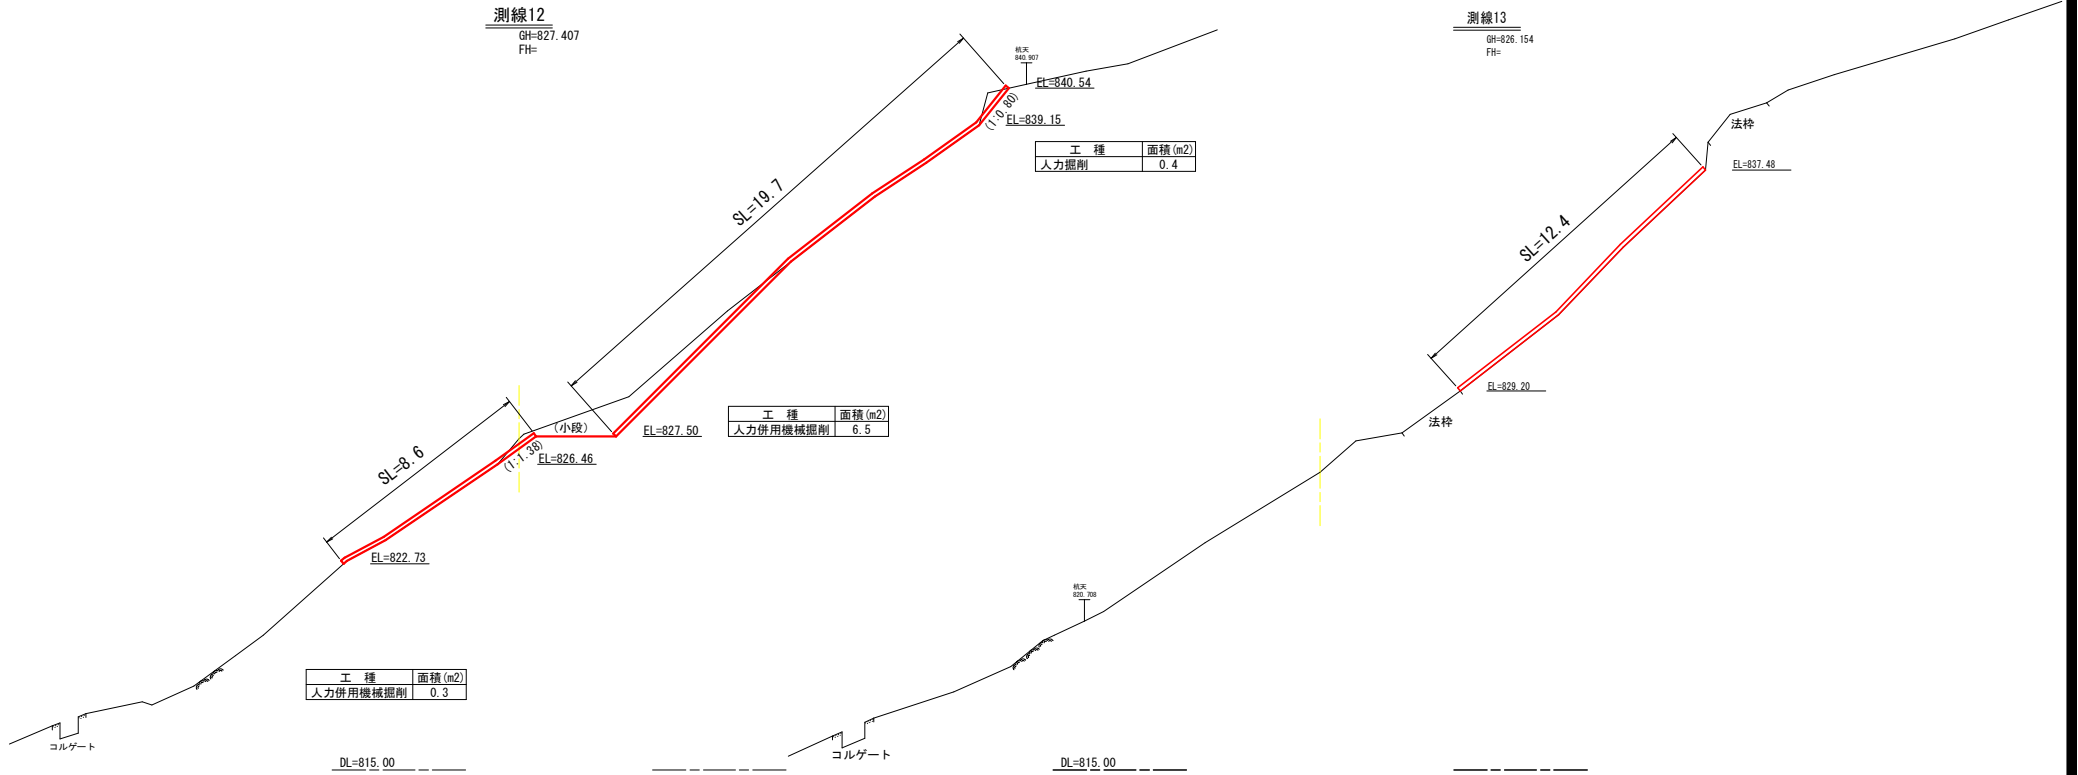 測線12
GH=827.407
FH=
杭天
840.907
EL=840.54
(1:0.80)
EL=839.15
工 種 面積(m2)
人力掘削 0.4
SL=19.7
工 種 面積(m2)
人力併用機械掘削 6.5
(小段)
EL=827.50
(1:1.38)
EL=826.46
SL=8.6
EL=822.73
工 種 面積(m2)
人力併用機械掘削 0.3
コルゲート
DL=815.00
測線13
GH=826.154
FH=
法枠
EL=837.48
SL=12.4
EL=829.20
法枠
杭天
820.708
コルゲート
DL=815.00